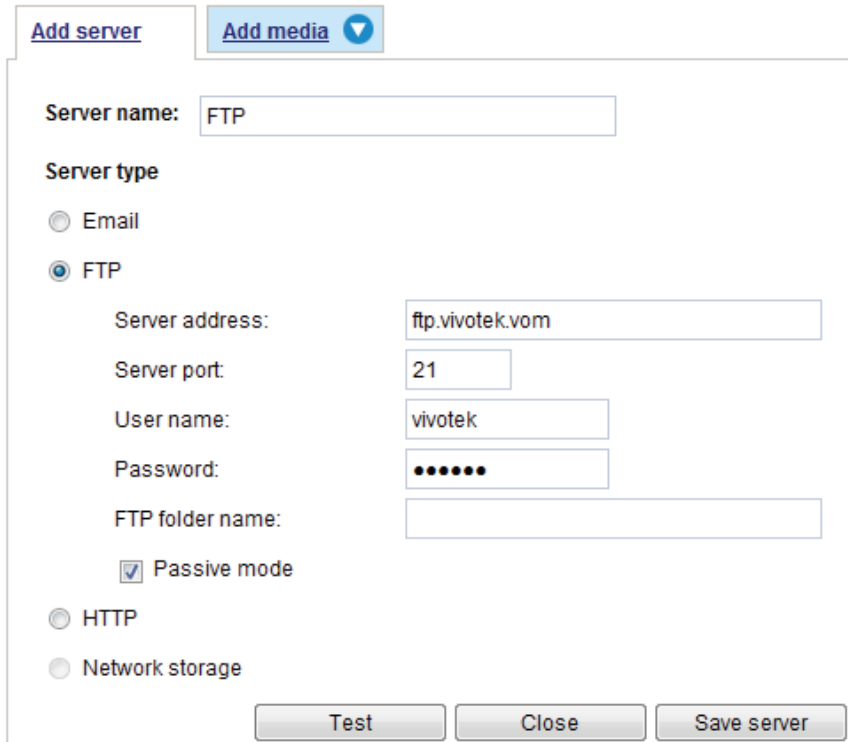 Add server Add media
Server name: FTP
Server type
Email
FTP
Server address: ftp.vivotek.vom
Server port: 21
User name: vivotek
Password: ●●●●●●
FTP folder name:
Passive mode
HTTP
Network storage
Test Close Save server